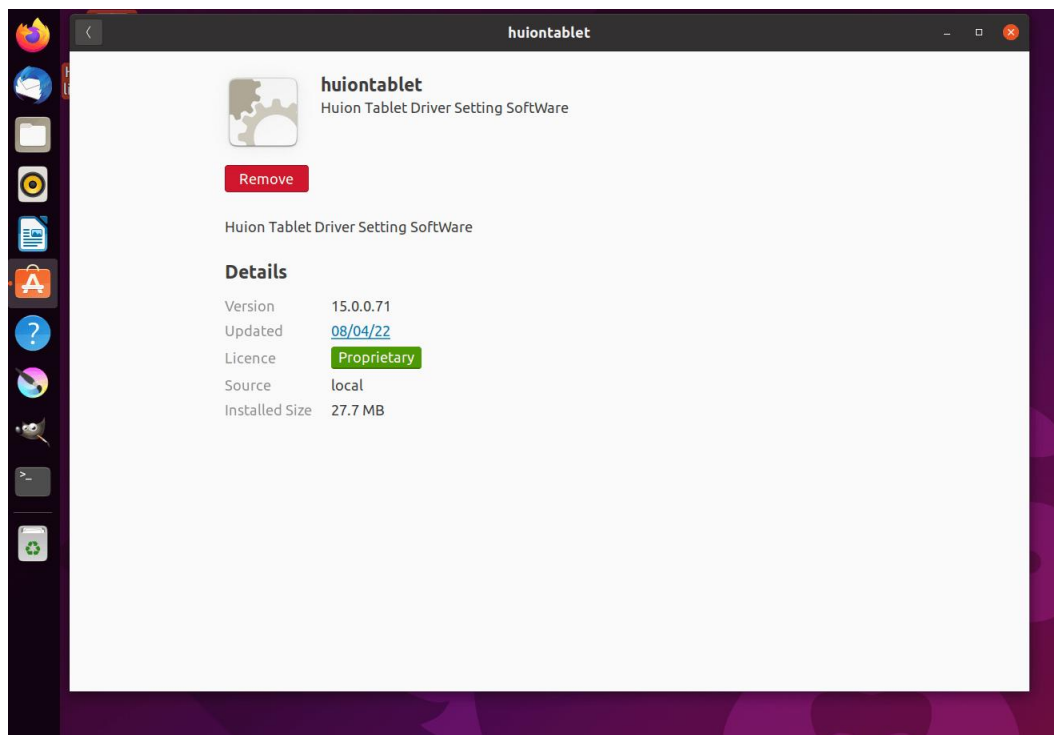 huiontablet
huiontablet
Huion Tablet Driver Setting SoftWare
Remove
Huion Tablet Driver Setting SoftWare
Details
Version 15.0.0.71
Updated 08/04/22
Licence Proprietary
Source local
Installed Size 27.7 MB